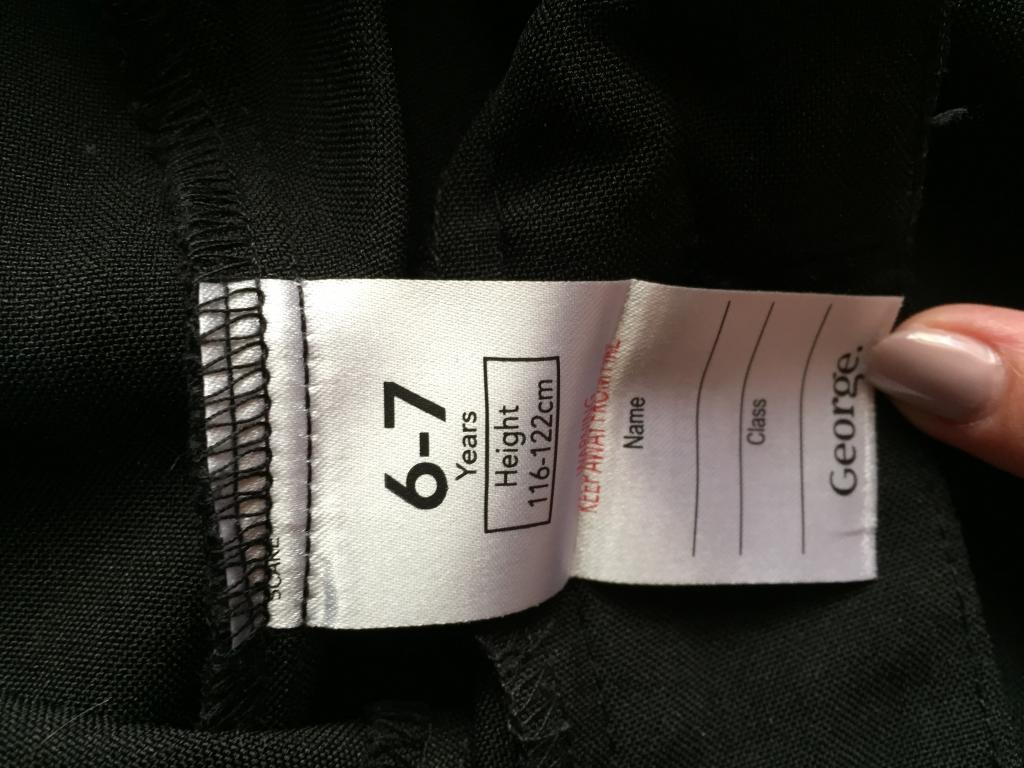 George.
Class
Name
KEEP AWAY FROM FIRE
6-7
Years
Height
116-122cm